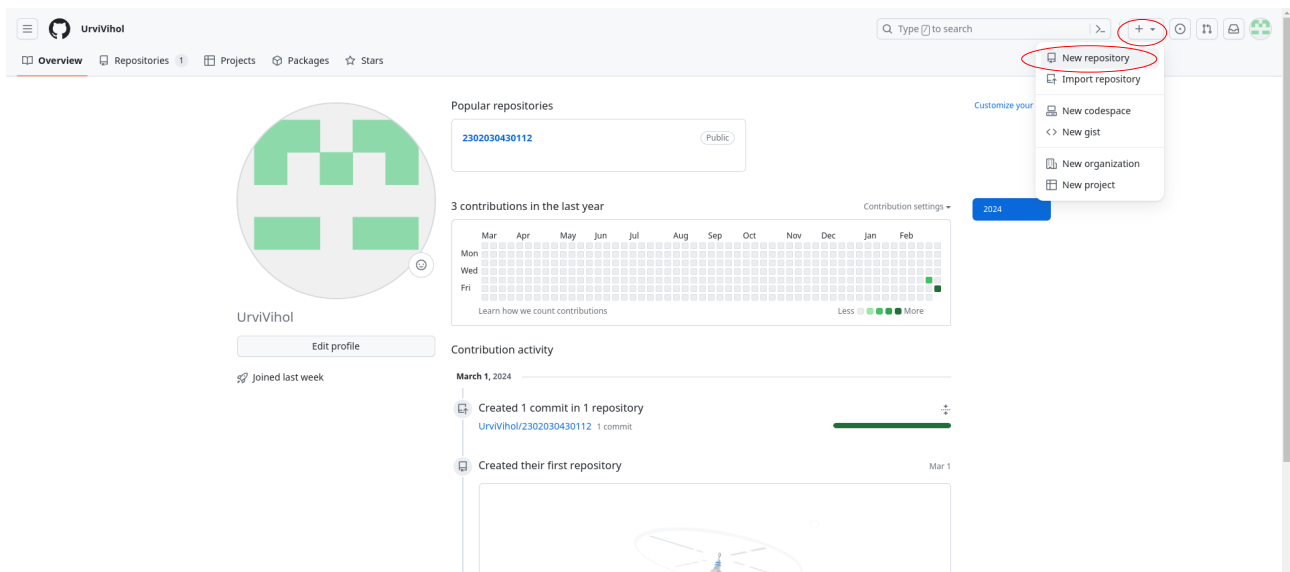 UrviVihol
Type / to search
Overview Repositories 1 Projects Packages Stars
New repository
Import repository
New codespace
New gist
New organization
New project
Popular repositories
Customize your
2302030430112 Public
3 contributions in the last year
Contribution settings
2024
Mar Apr May Jun Jul Aug Sep Oct Nov Dec Jan Feb
Mon
Wed
Fri
Learn how we count contributions
Less More
UrviVihol
Edit profile
Joined last week
Contribution activity
March 1, 2024
Created 1 commit in 1 repository
UrviVihol/2302030430112 1 commit
Created their first repository
Mar 1